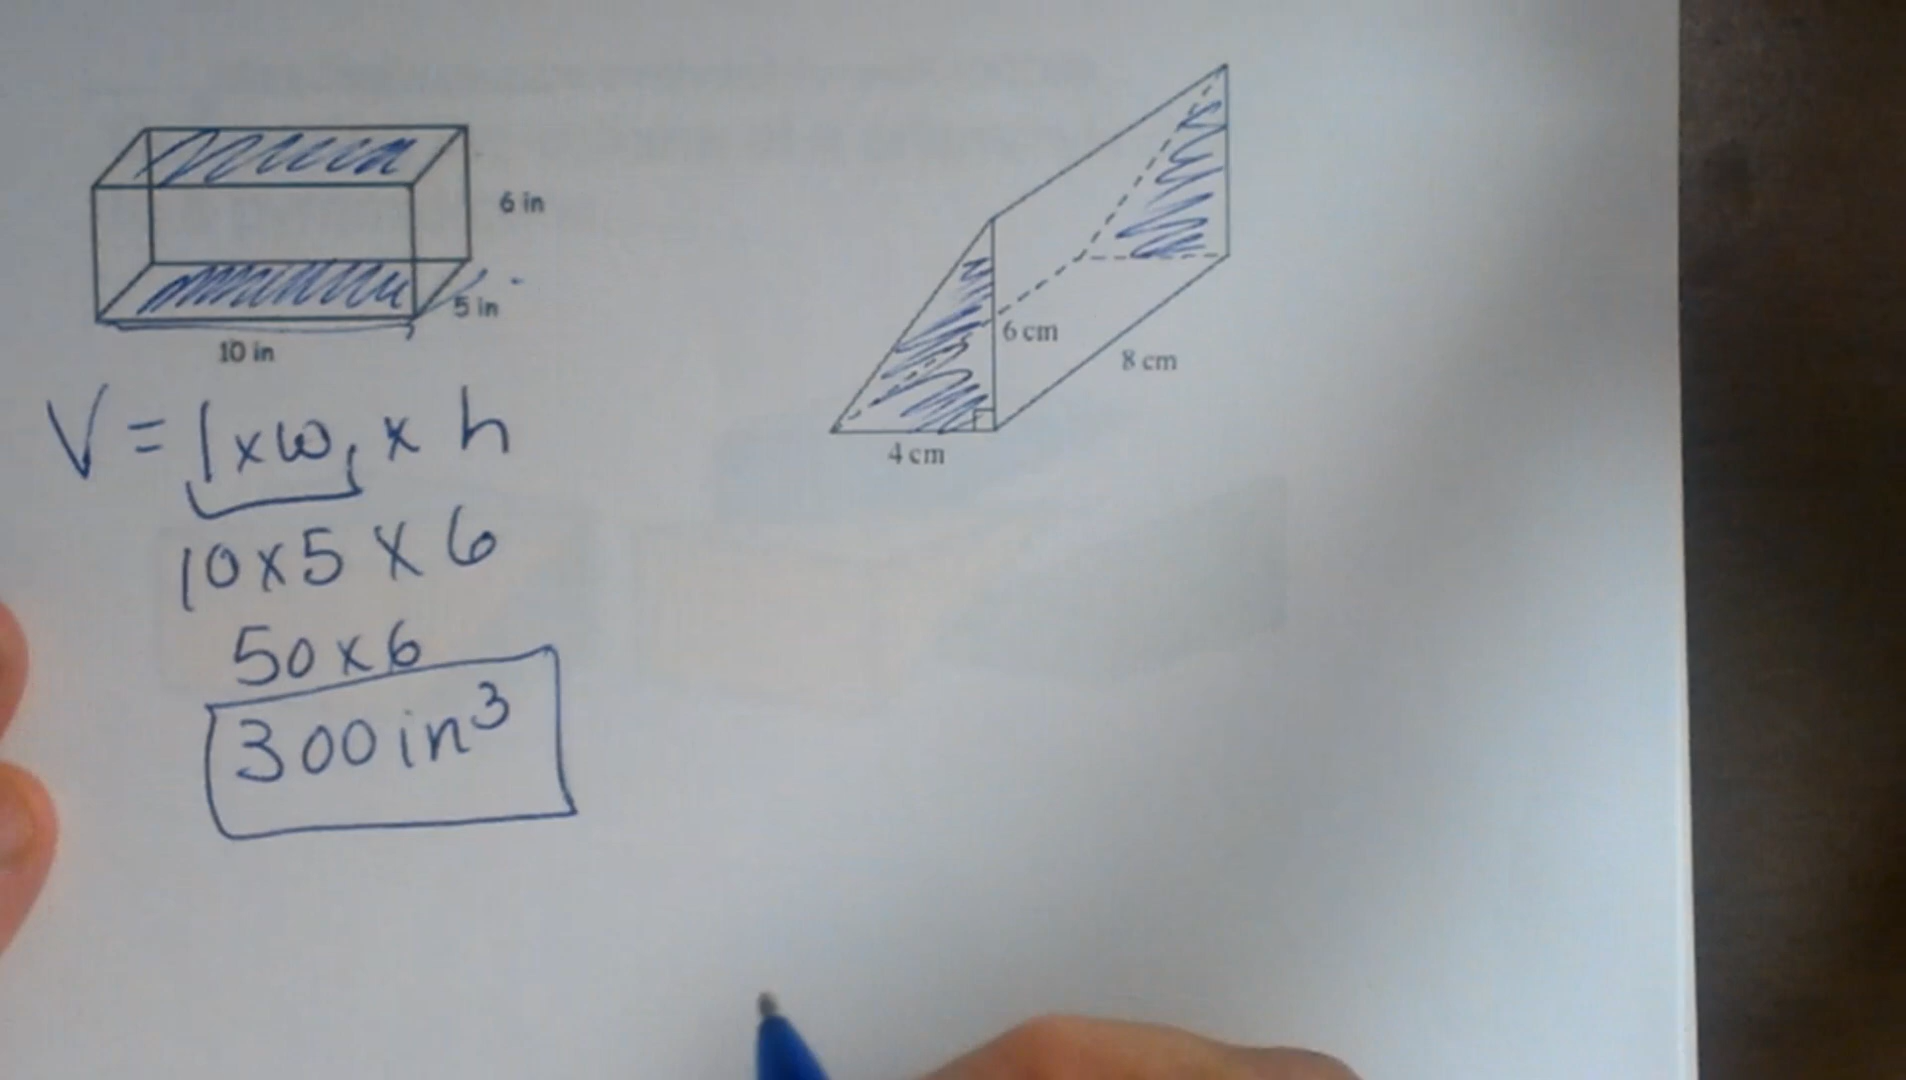 6 in
5 in
10 in
V = l x w x h
10 x 5 x 6
50 x 6
300 in³
6 cm
8 cm
4 cm